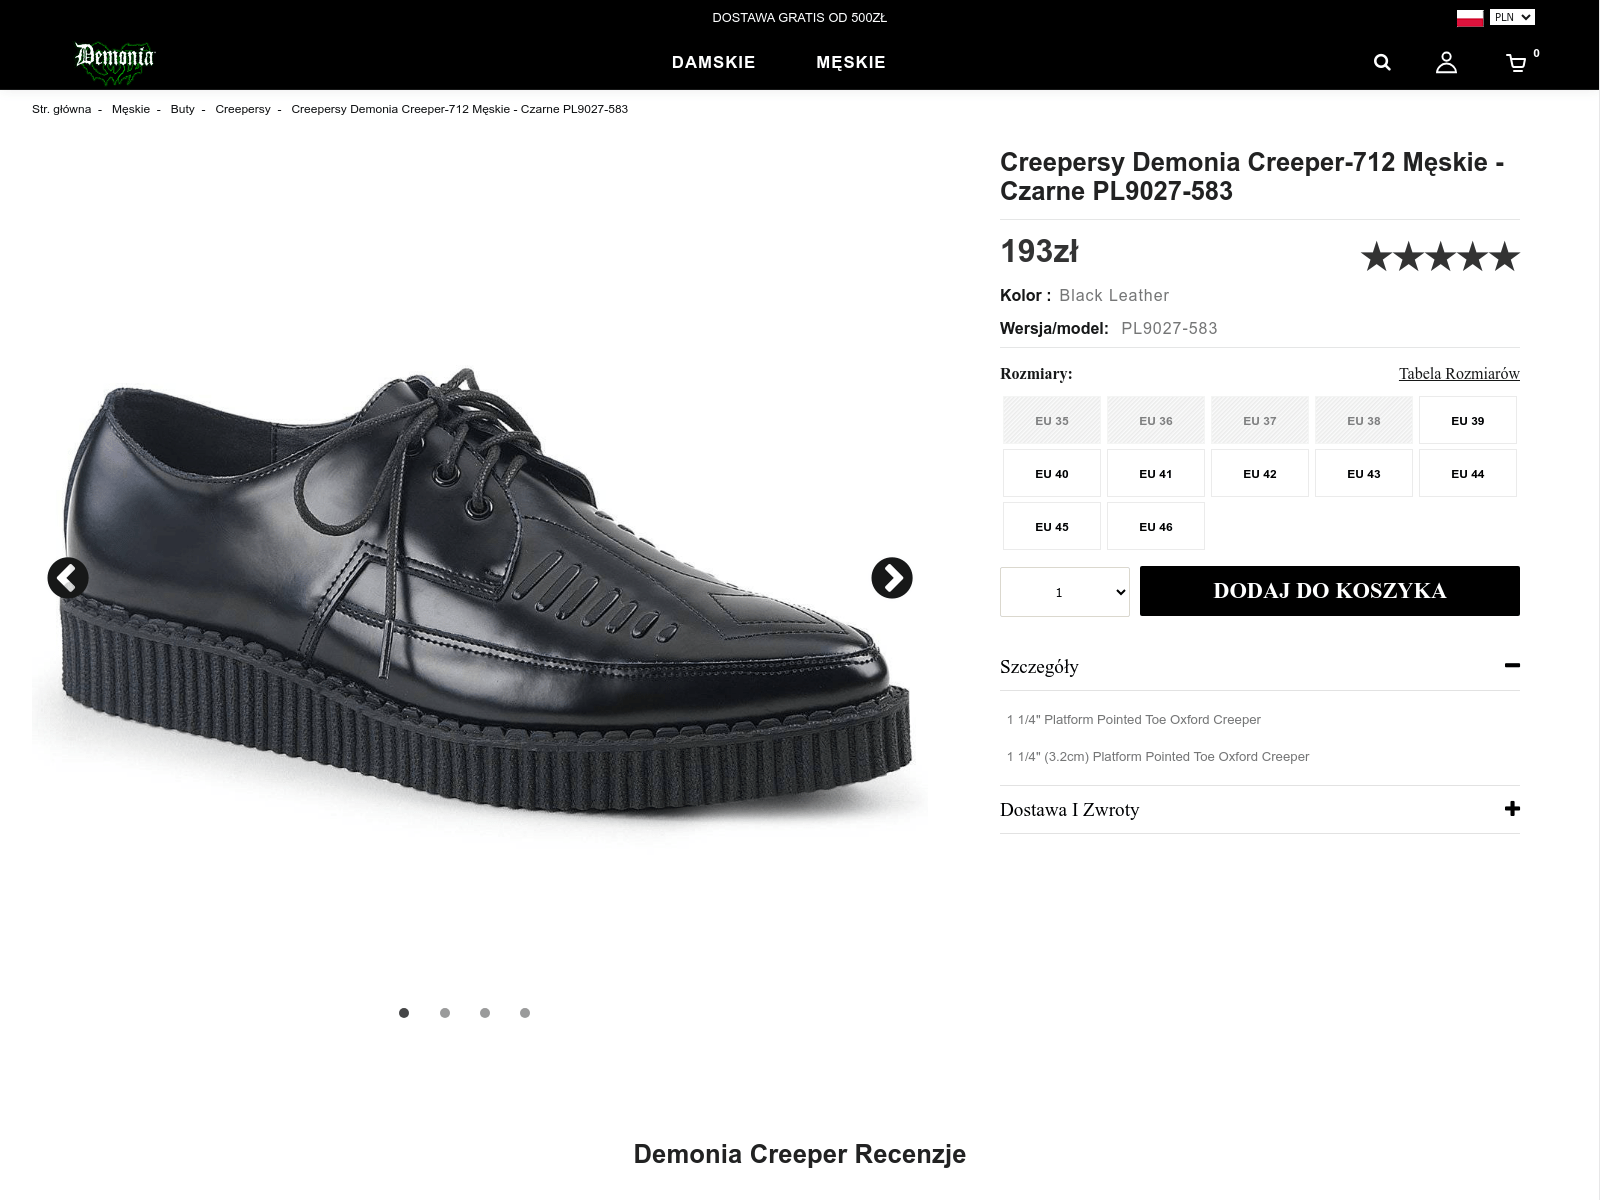 DOSTAWA GRATIS OD 500ZŁ
PLN
Demonia
DAMSKIE
MĘSKIE
0
Str. główna - Męskie - Buty - Creepersy - Creepersy Demonia Creeper-712 Męskie - Czarne PL9027-583
Creepersy Demonia Creeper-712 Męskie -
Czarne PL9027-583
193zł
Kolor : Black Leather
Wersja/model: PL9027-583
Rozmiary:
Tabela Rozmiarów
EU 35
EU 36
EU 37
EU 38
EU 39
EU 40
EU 41
EU 42
EU 43
EU 44
EU 45
EU 46
1
DODAJ DO KOSZYKA
Szczegóły
1 1/4" Platform Pointed Toe Oxford Creeper
1 1/4" (3.2cm) Platform Pointed Toe Oxford Creeper
Dostawa I Zwroty
Demonia Creeper Recenzje